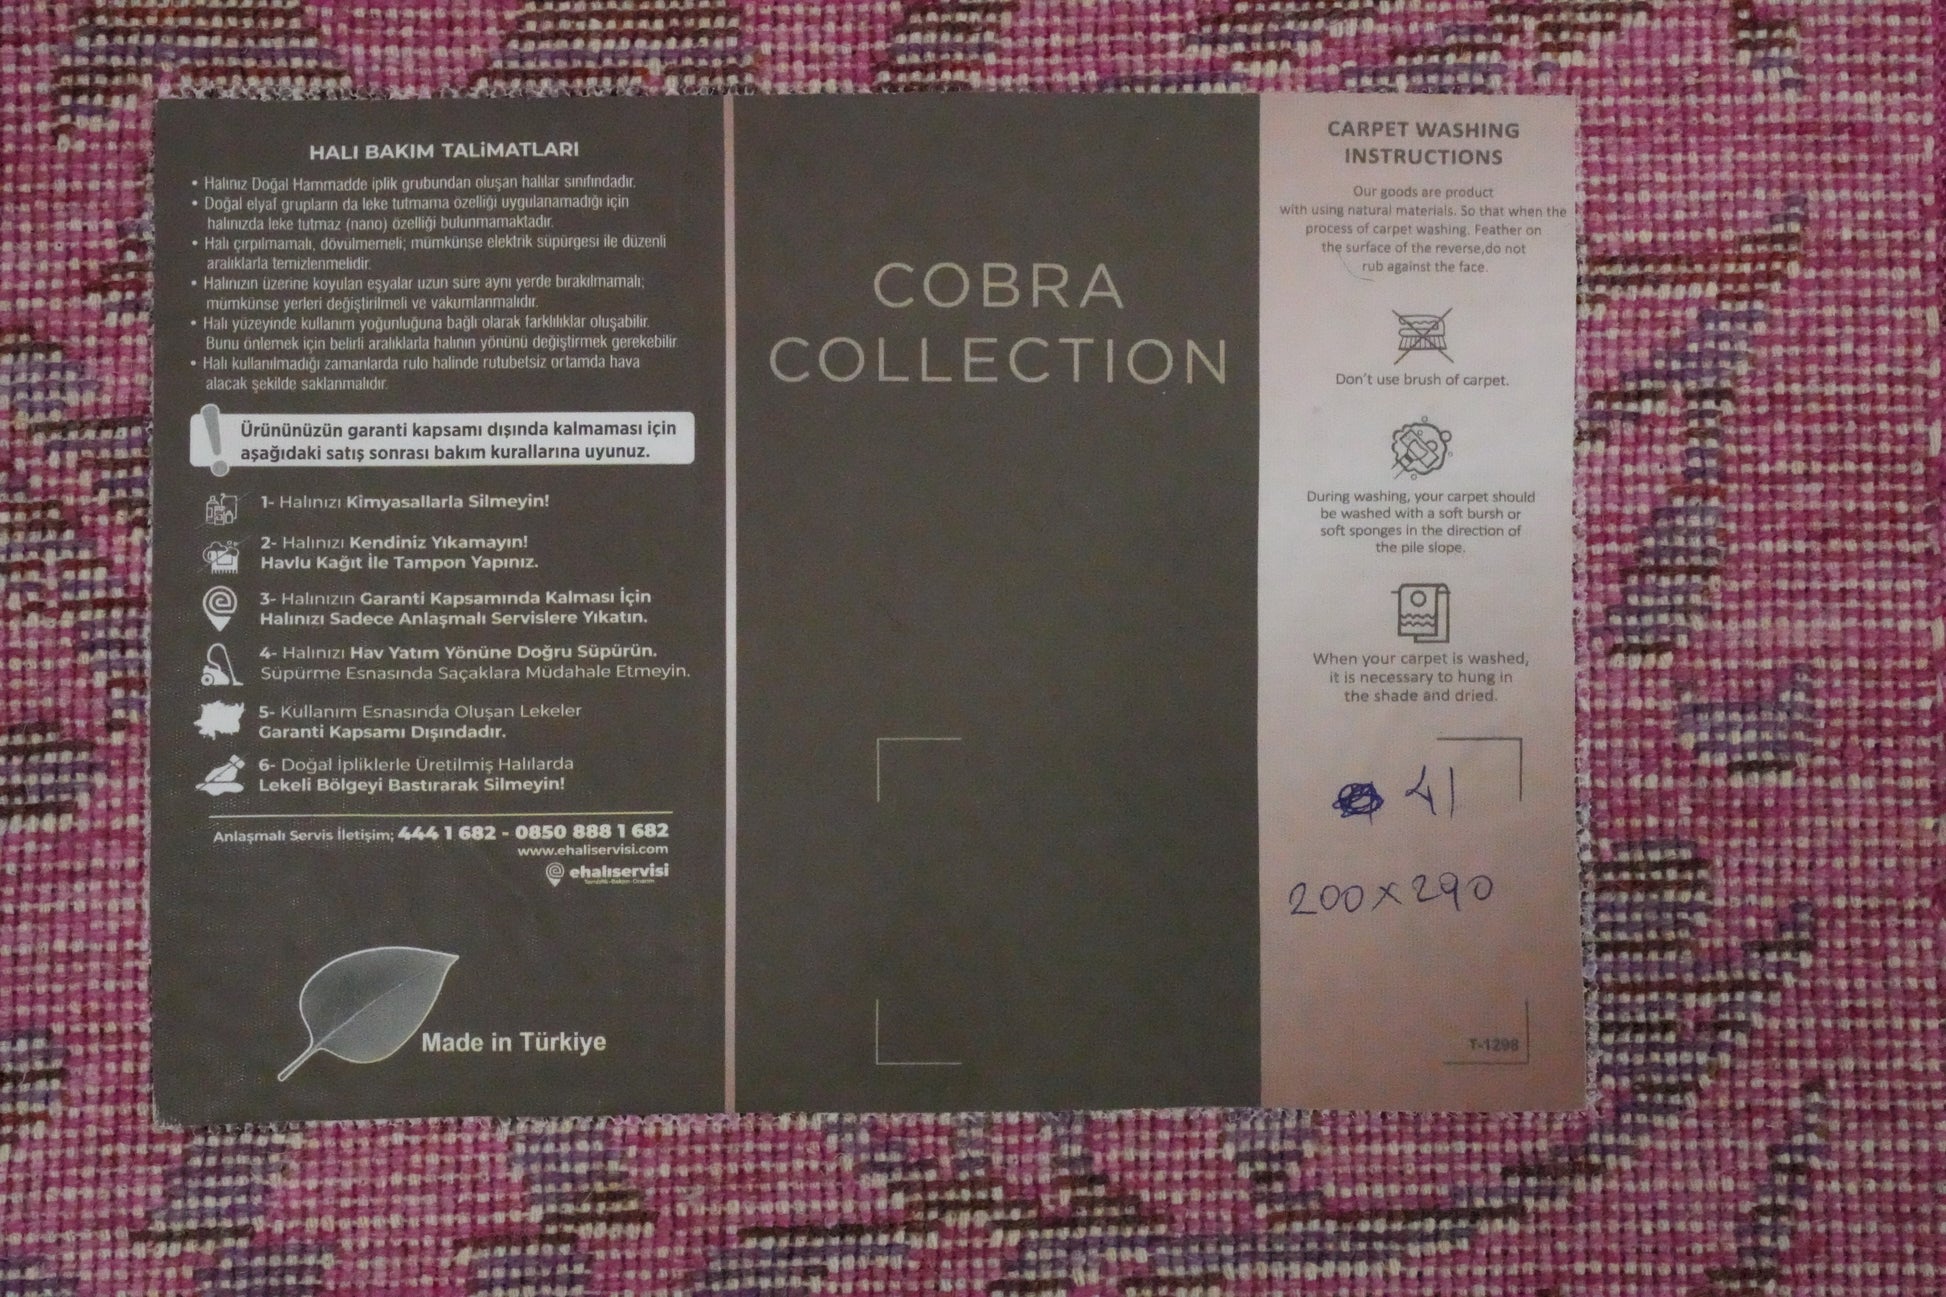 HALI BAKIM TALiMATLARI
• Halınız Doğal Hammadde iplik grubundan oluşan halılar sınıfındadır.
• Doğal elyaf grupların da leke tutmama özelliği uygulanamadığı için
halınızda leke tutmaz (nano) özelliği bulunmamaktadır.
• Halı çırpılmamalı, dövülmemeli; mümkünse elektrik süpürgesi ile düzenli
aralıklarla temizlenmelidir.
• Halınızın üzerine koyulan eşyalar uzun süre aynı yerde bırakılmamalı;
mümkünse yerleri değiştirilmeli ve vakumlanmalıdır.
• Halı yüzeyinde kullanım yoğunluğuna bağlı olarak farklılıklar oluşabilir.
Bunu önlemek için belirli aralıklarla halının yönünü değiştirmek gerekebilir
• Halı kullanılmadığı zamanlarda rulo halinde rutubetsiz ortamda hava
alacak şekilde saklanmalıdır.
Ürününüzün garanti kapsamı dışında kalmaması için
aşağıdaki satış sonrası bakım kurallarına uyunuz.
1- Halınızı Kimyasallarla Silmeyin!
2- Halınızı Kendiniz Yıkamayın!
Havlu Kağıt İle Tampon Yapınız.
3- Halınızın Garanti Kapsamında Kalması İçin
Halınızı Sadece Anlaşmalı Servislere Yıkatın.
4- Halınızı Hav Yatım Yönüne Doğru Süpürün.
Süpürme Esnasında Saçaklara Müdahale Etmeyin.
5- Kullanım Esnasında Oluşan Lekeler
Garanti Kapsamı Dışındadır.
6- Doğal İpliklerle Üretilmiş Halılarda
Lekeli Bölgeyi Bastırarak Silmeyin!
Anlaşmalı Servis İletişim; 444 1 682 - 0850 888 1 682
www.ehaliservisi.com
ehalıservisi
Made in Türkiye
COBRA
COLLECTION
CARPET WASHING
INSTRUCTIONS
Our goods are product
with using natural materials. So that when the
process of carpet washing. Feather on
the surface of the reverse,do not
rub against the face.
Don't use brush of carpet.
During washing, your carpet should
be washed with a soft bursh or
soft sponges in the direction of
the pile slope.
When your carpet is washed,
it is necessary to hung in
the shade and dried.
41
200x290
T-1298